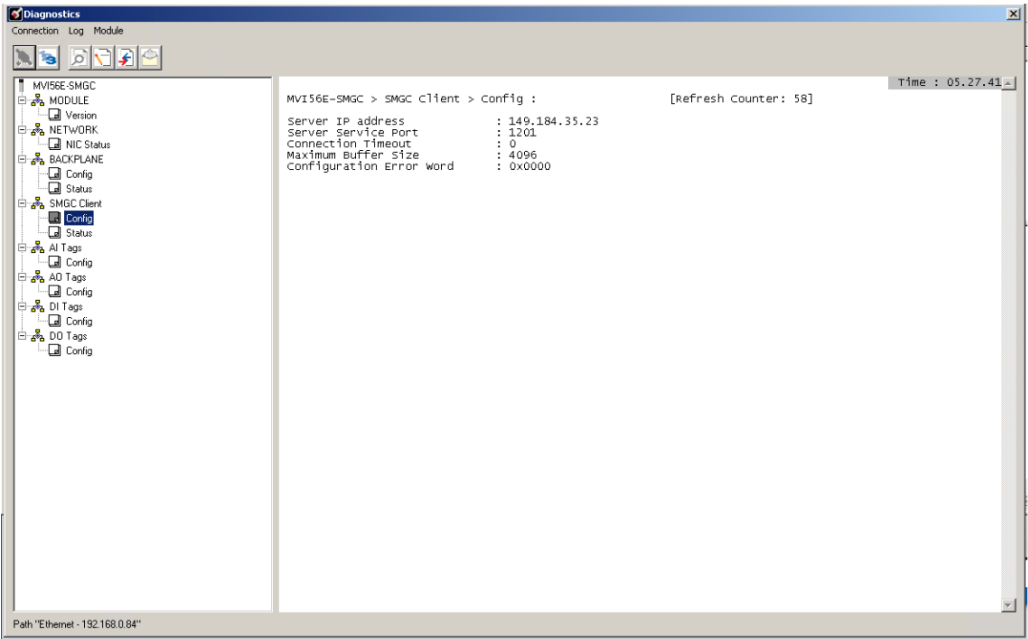 Diagnostics
Connection Log Module
MVI56E-SMGC
MODULE
Version
NETWORK
NIC Status
BACKPLANE
Config
Status
SMGC Client
Config
Status
AI Tags
Config
AO Tags
Config
DI Tags
Config
DO Tags
Config
Time : 05.27.41
MVI56E-SMGC > SMGC Client > Config : [Refresh Counter: 58]
Server IP address : 149.184.35.23
Server Service Port : 1201
Connection Timeout : 0
Maximum Buffer Size : 4096
Configuration Error Word : 0x0000
Path "Ethernet - 192.168.0.84"